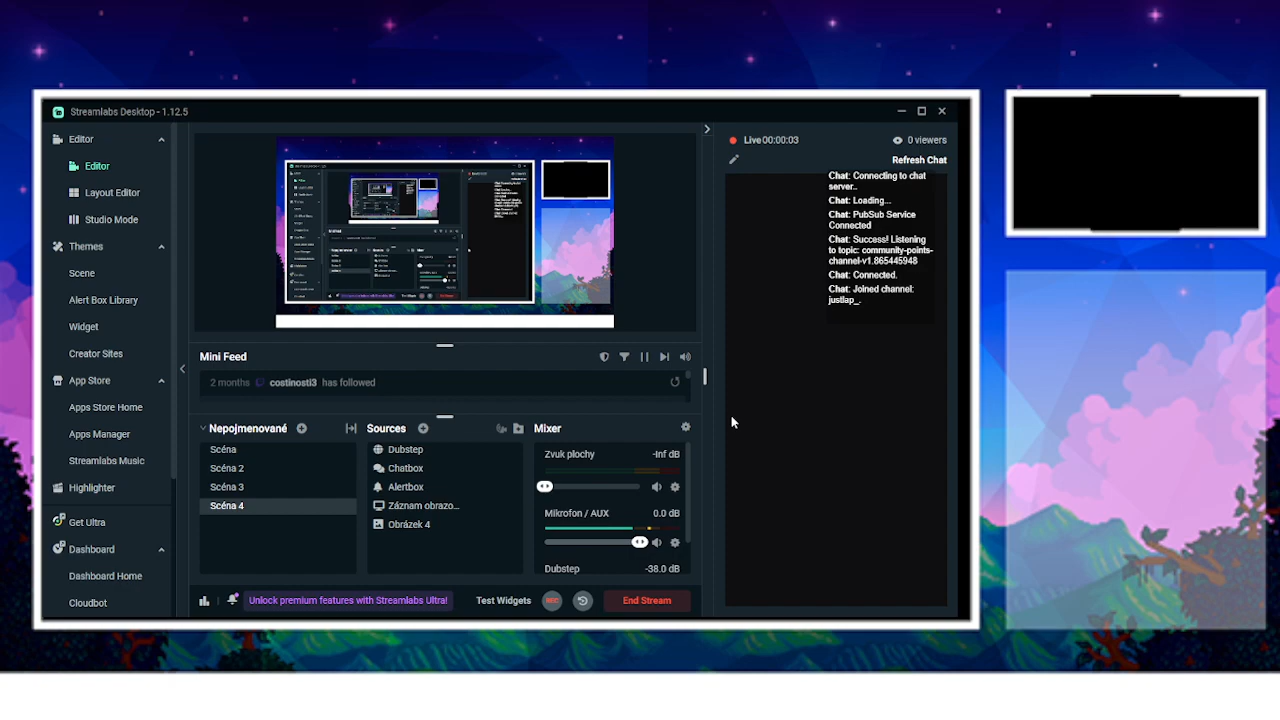 Streamlabs Desktop - 1.12.5
Editor
Editor
Layout Editor
Studio Mode
Themes
Scene
Alert Box Library
Widget
Creator Sites
App Store
Apps Store Home
Apps Manager
Streamlabs Music
Highlighter
Get Ultra
Dashboard
Dashboard Home
Cloudbot
Mini Feed
2 months costinosti3 has followed
Nepojmenované
Scéna
Scéna 2
Scéna 3
Scéna 4
Sources
Dubstep
Chatbox
Alertbox
Záznam obrazo...
Obrázek 4
Mixer
Zvuk plochy -Inf dB
Mikrofon / AUX 0.0 dB
Dubstep -38.0 dB
Unlock premium features with Streamlabs Ultra!
Test Widgets
REC
End Stream
Live 00:00:03
0 viewers
Refresh Chat
Chat: Connecting to chat
server..
Chat: Loading...
Chat: PubSub Service
Connected
Chat: Success! Listening
to topic: community-points-
channel-v1.865445948
Chat: Connected.
Chat: Joined channel:
justlap_.